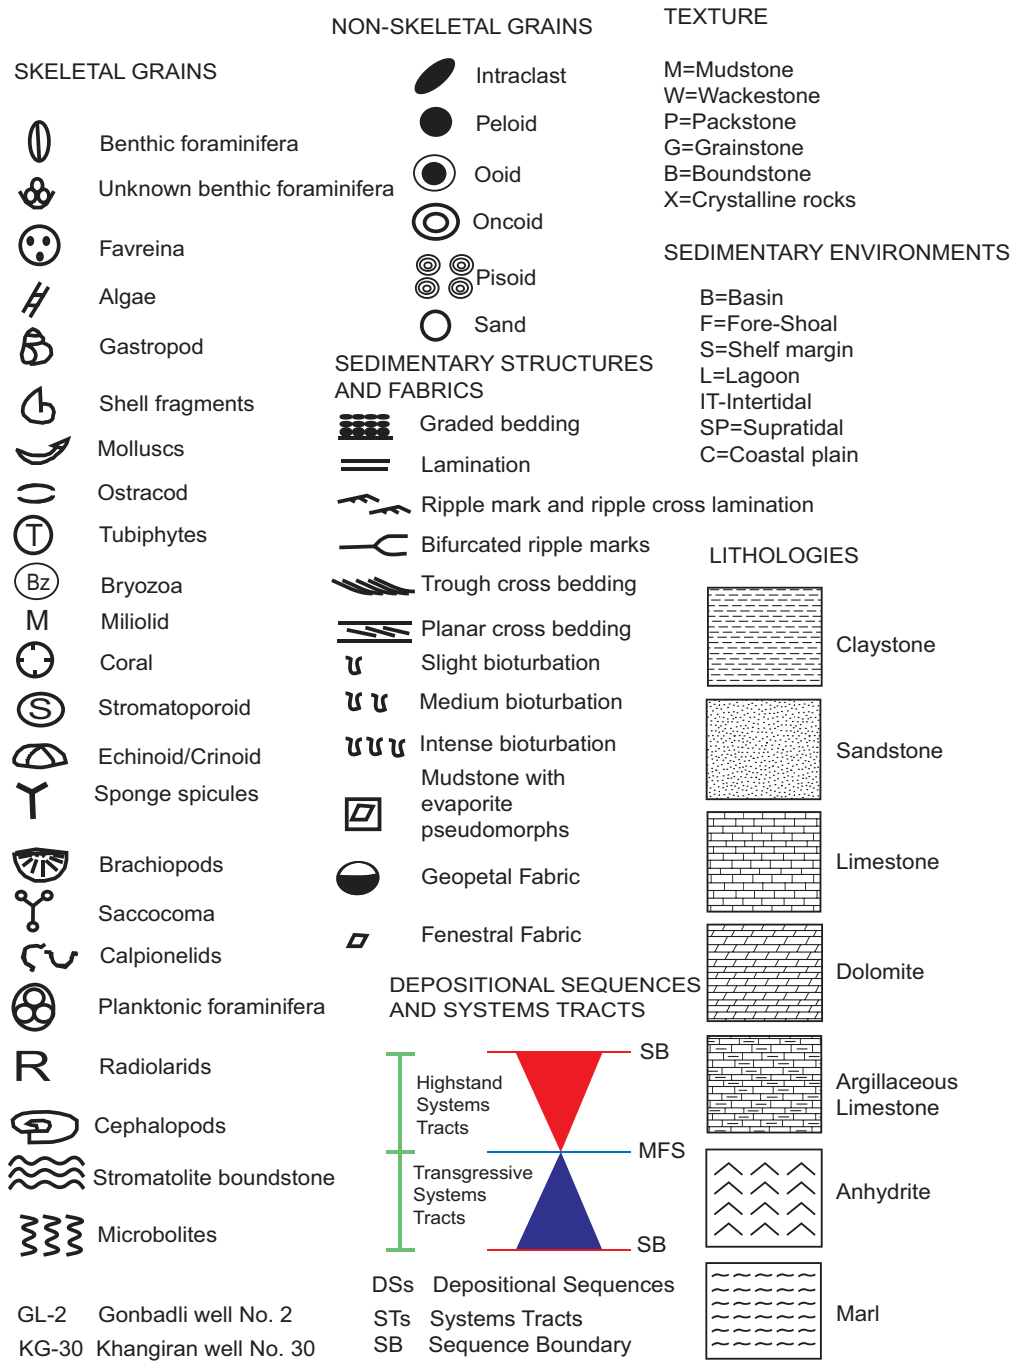 SKELETAL GRAINS
Benthic foraminifera
Unknown benthic foraminifera
Favreina
Algae
Gastropod
Shell fragments
Molluscs
Ostracod
T
Tubiphytes
Bz
Bryozoa
M
Miliolid
Coral
S
Stromatoporoid
Echinoid/Crinoid
Sponge spicules
Brachiopods
Saccocoma
Calpionelids
Planktonic foraminifera
R
Radiolarids
Cephalopods
Stromatolite boundstone
Microbolites
GL-2 Gonbadli well No. 2
KG-30 Khangiran well No. 30
NON-SKELETAL GRAINS
Intraclast
Peloid
Ooid
Oncoid
Pisoid
Sand
SEDIMENTARY STRUCTURES
AND FABRICS
Graded bedding
Lamination
Ripple mark and ripple cross lamination
Bifurcated ripple marks
Trough cross bedding
Planar cross bedding
Slight bioturbation
Medium bioturbation
Intense bioturbation
Mudstone with
evaporite
pseudomorphs
Geopetal Fabric
Fenestral Fabric
DEPOSITIONAL SEQUENCES
AND SYSTEMS TRACTS
SB
Highstand
Systems
Tracts
MFS
Transgressive
Systems
Tracts
SB
DSs Depositional Sequences
STs Systems Tracts
SB Sequence Boundary
TEXTURE
M=Mudstone
W=Wackestone
P=Packstone
G=Grainstone
B=Boundstone
X=Crystalline rocks
SEDIMENTARY ENVIRONMENTS
B=Basin
F=Fore-Shoal
S=Shelf margin
L=Lagoon
IT-Intertidal
SP=Supratidal
C=Coastal plain
LITHOLOGIES
Claystone
Sandstone
Limestone
Dolomite
Argillaceous
Limestone
Anhydrite
Marl